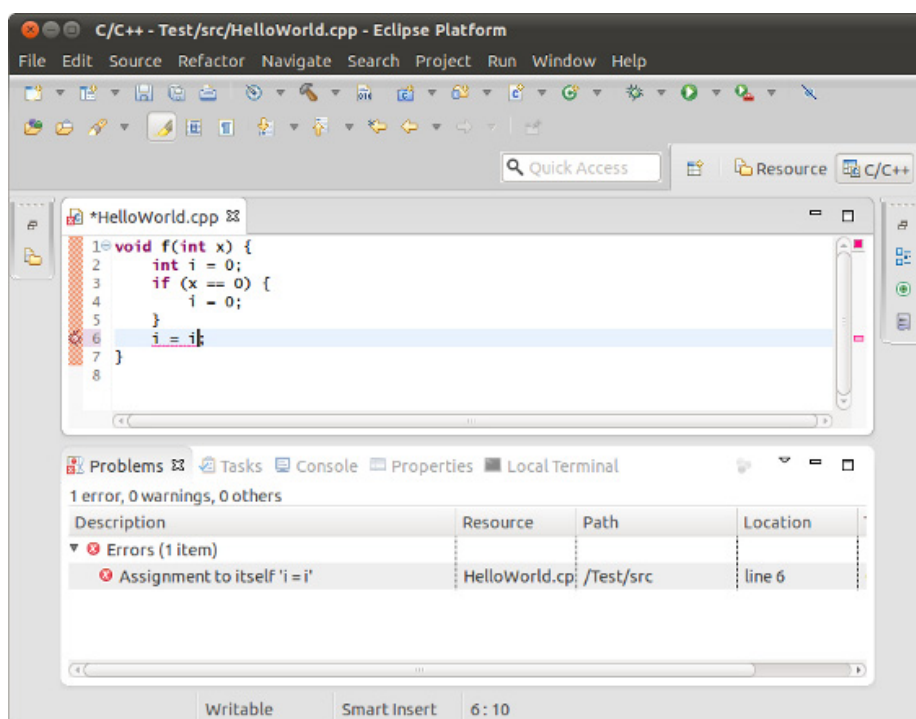 C/C++ - Test/src/HelloWorld.cpp - Eclipse Platform
File Edit Source Refactor Navigate Search Project Run Window Help
Quick Access Resource C/C++
*HelloWorld.cpp
1 void f(int x) {
2 int i = 0;
3 if (x == 0) {
4 i = 0;
5 }
6 i = i;
7 }
8
Problems Tasks Console Properties Local Terminal
1 error, 0 warnings, 0 others
Description Resource Path Location
Errors (1 item)
Assignment to itself 'i = i' HelloWorld.cp /Test/src line 6
Writable Smart Insert 6 : 10